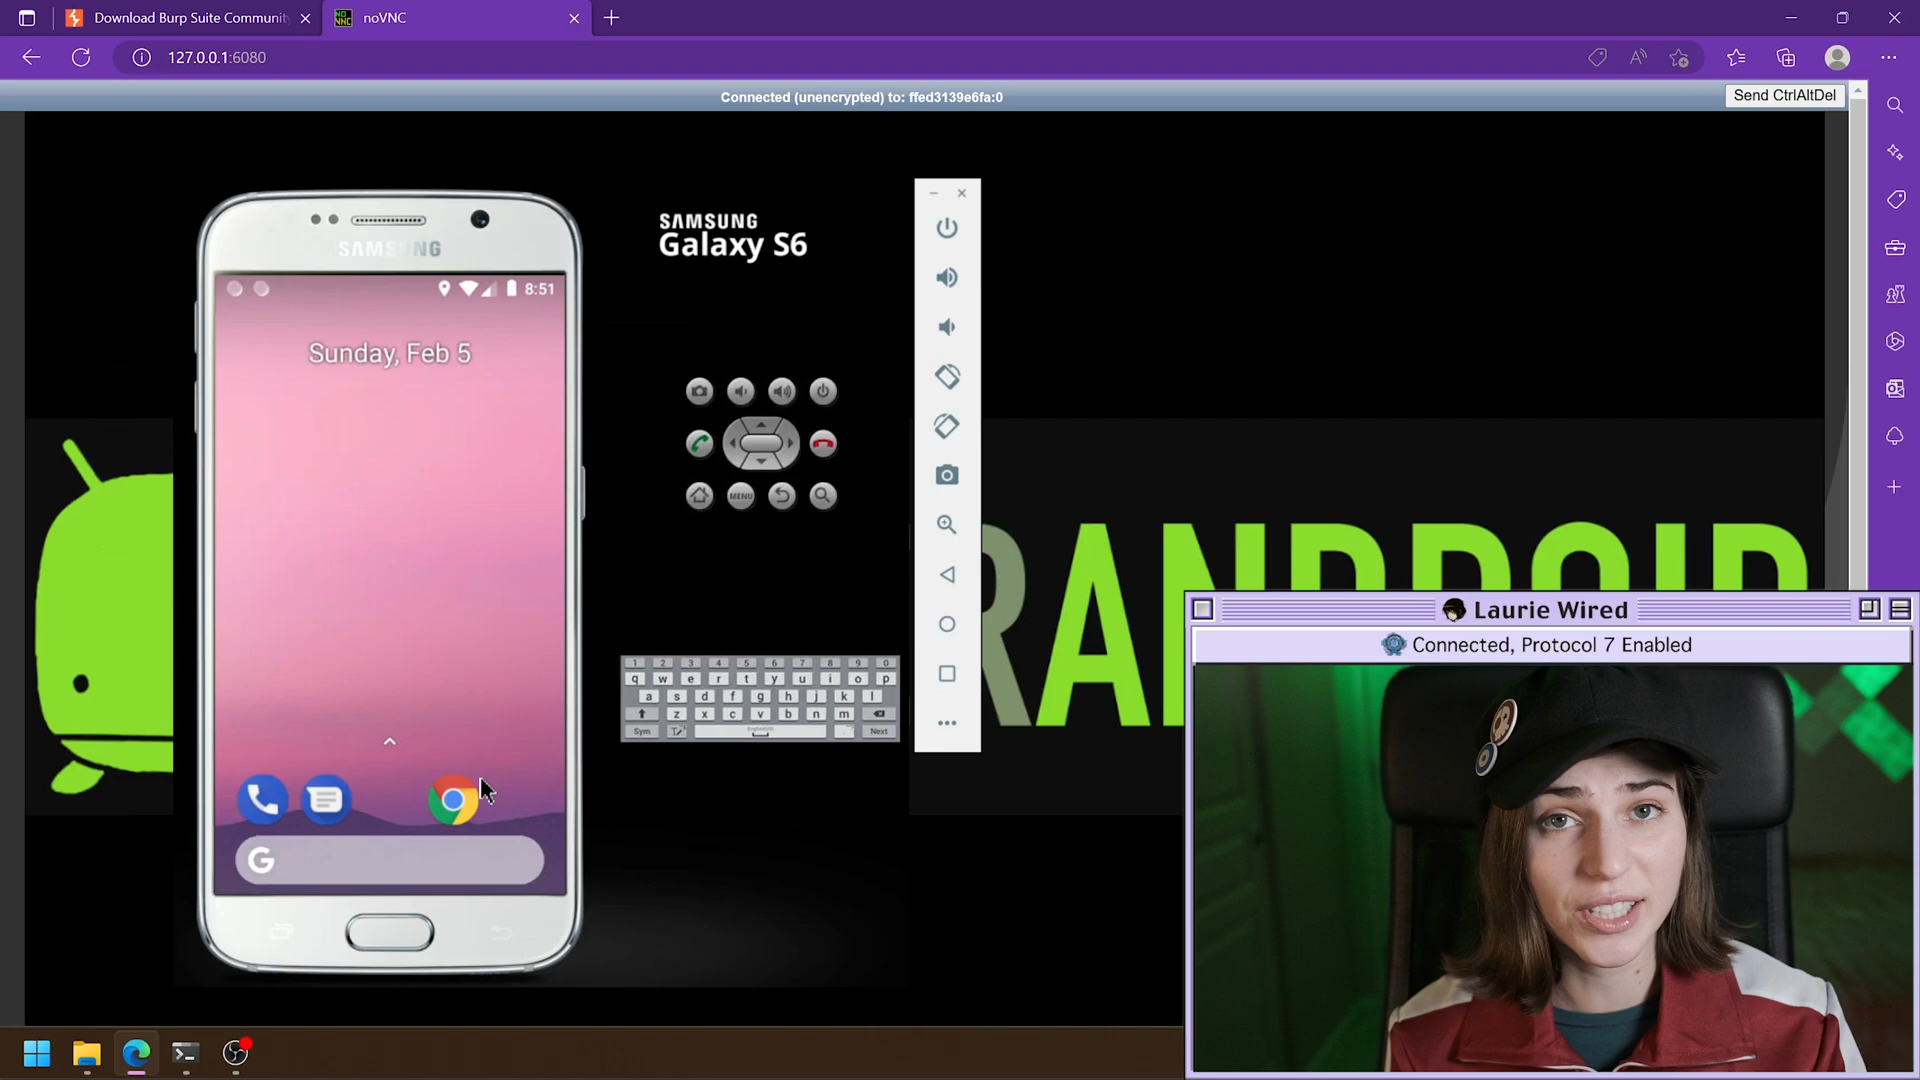 Download Burp Suite Communit
noVNC
127.0.0.1:6080
Connected (unencrypted) to: ffed3139e6fa:0
Send CtrlAltDel
SAMSUNG
Galaxy S6
SAMSUNG
8:51
Sunday, Feb 5
MENU
1 2 3 4 5 6 7 8 9 0
q w e r t y u i o p
a s d f g h j k l
z x c v b n m
Sym
Next
G
RANDROID
Laurie Wired
Connected, Protocol 7 Enabled